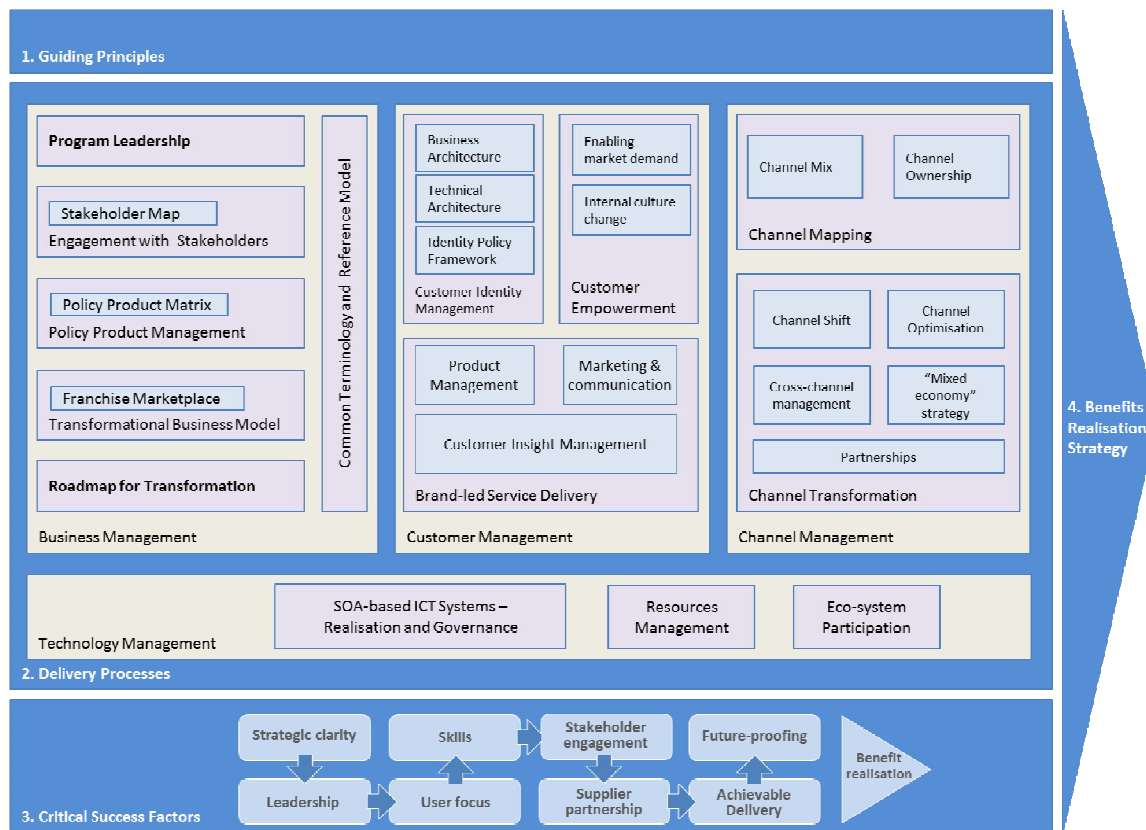 1. Guiding Principles
Program Leadership
Stakeholder Map
Engagement with Stakeholders
Policy Product Matrix
Policy Product Management
Franchise Marketplace
Transformational Business Model
Roadmap for Transformation
Common Terminology and Reference Model
Business Management
Business
Architecture
Technical
Architecture
Identity Policy
Framework
Customer Identity
Management
Enabling
market demand
Internal culture
change
Customer
Empowerment
Product
Management
Marketing &
communication
Customer Insight Management
Brand-led Service Delivery
Customer Management
Channel Mix
Channel
Ownership
Channel Mapping
Channel Shift
Channel
Optimisation
Cross-channel
management
“Mixed
economy”
strategy
Partnerships
Channel Transformation
Channel Management
SOA-based ICT Systems –
Realisation and Governance
Resources
Management
Eco-system
Participation
Technology Management
2. Delivery Processes
Strategic clarity
Leadership
Skills
User focus
Stakeholder
engagement
Supplier
partnership
Future-proofing
Achievable
Delivery
Benefit
realisation
3. Critical Success Factors
4. Benefits
Realisation
Strategy